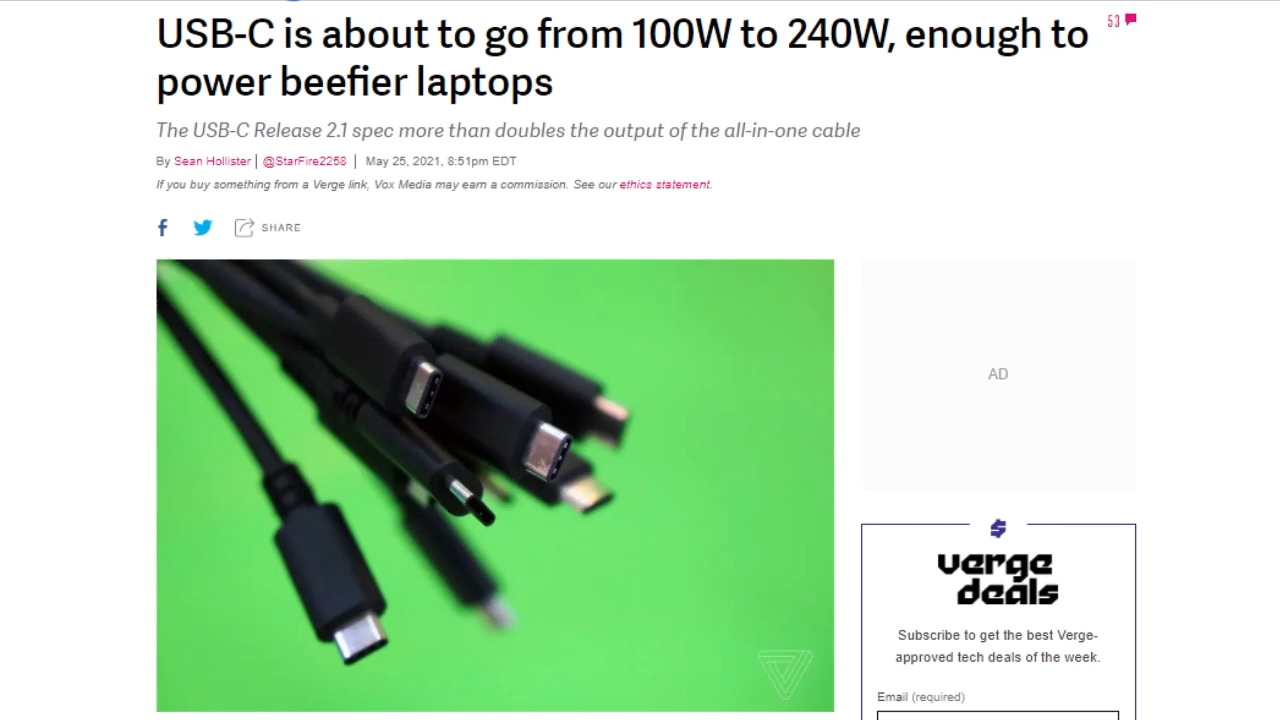 USB-C is about to go from 100W to 240W, enough to
power beefier laptops
53
The USB-C Release 2.1 spec more than doubles the output of the all-in-one cable
By Sean Hollister | @StarFire2258 | May 25, 2021, 8:51pm EDT
If you buy something from a Verge link, Vox Media may earn a commission. See our ethics statement.
SHARE
AD
verge
deals
Subscribe to get the best Verge-
approved tech deals of the week.
Email (required)